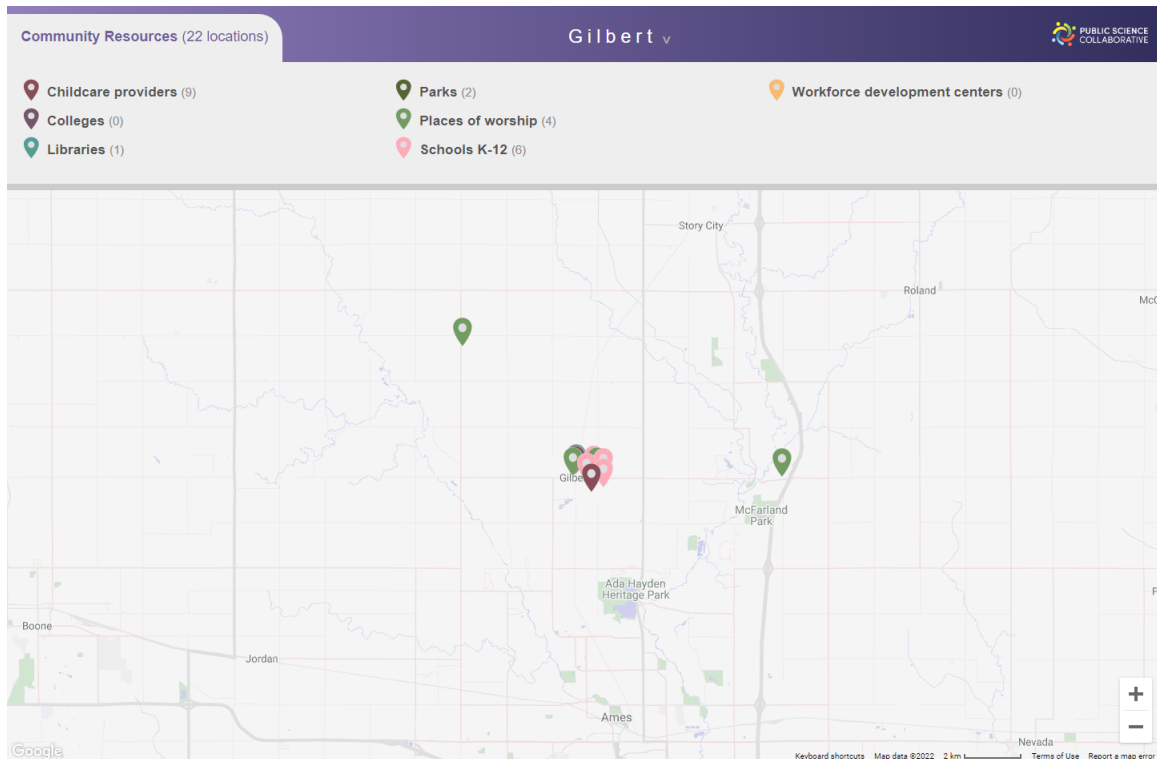 Community Resources (22 locations)
Gilbert v
PUBLIC SCIENCE
COLLABORATIVE
Childcare providers (9)
Colleges (0)
Libraries (1)
Parks (2)
Places of worship (4)
Schools K-12 (6)
Workforce development centers (0)
Story City
Roland
McC
Gilbe
McFarland
Park
Ada Hayden
Heritage Park
F
Boone
Jordan
Ames
Nevada
Google
Keyboard shortcuts Map data ©2022 2 km Terms of Use Report a map error